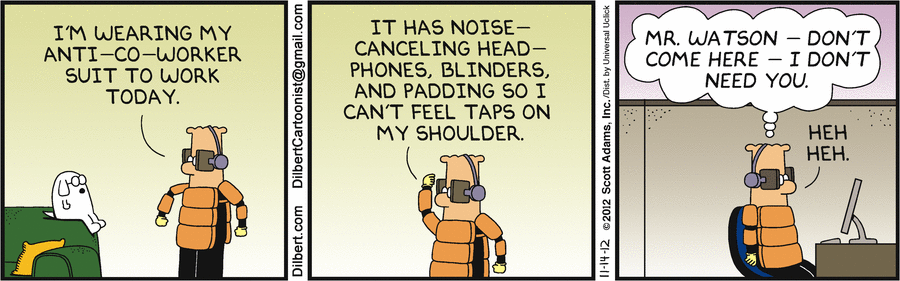 I'M WEARING MY
ANTI-CO-WORKER
SUIT TO WORK
TODAY.
Dilbert.com DilbertCartoonist@gmail.com
IT HAS NOISE-
CANCELING HEAD-
PHONES, BLINDERS,
AND PADDING SO I
CAN'T FEEL TAPS ON
MY SHOULDER.
11-14-12 ©2012 Scott Adams, Inc. /Dist. by Universal Uclick
MR. WATSON - DON'T
COME HERE - I DON'T
NEED YOU.
HEH
HEH.